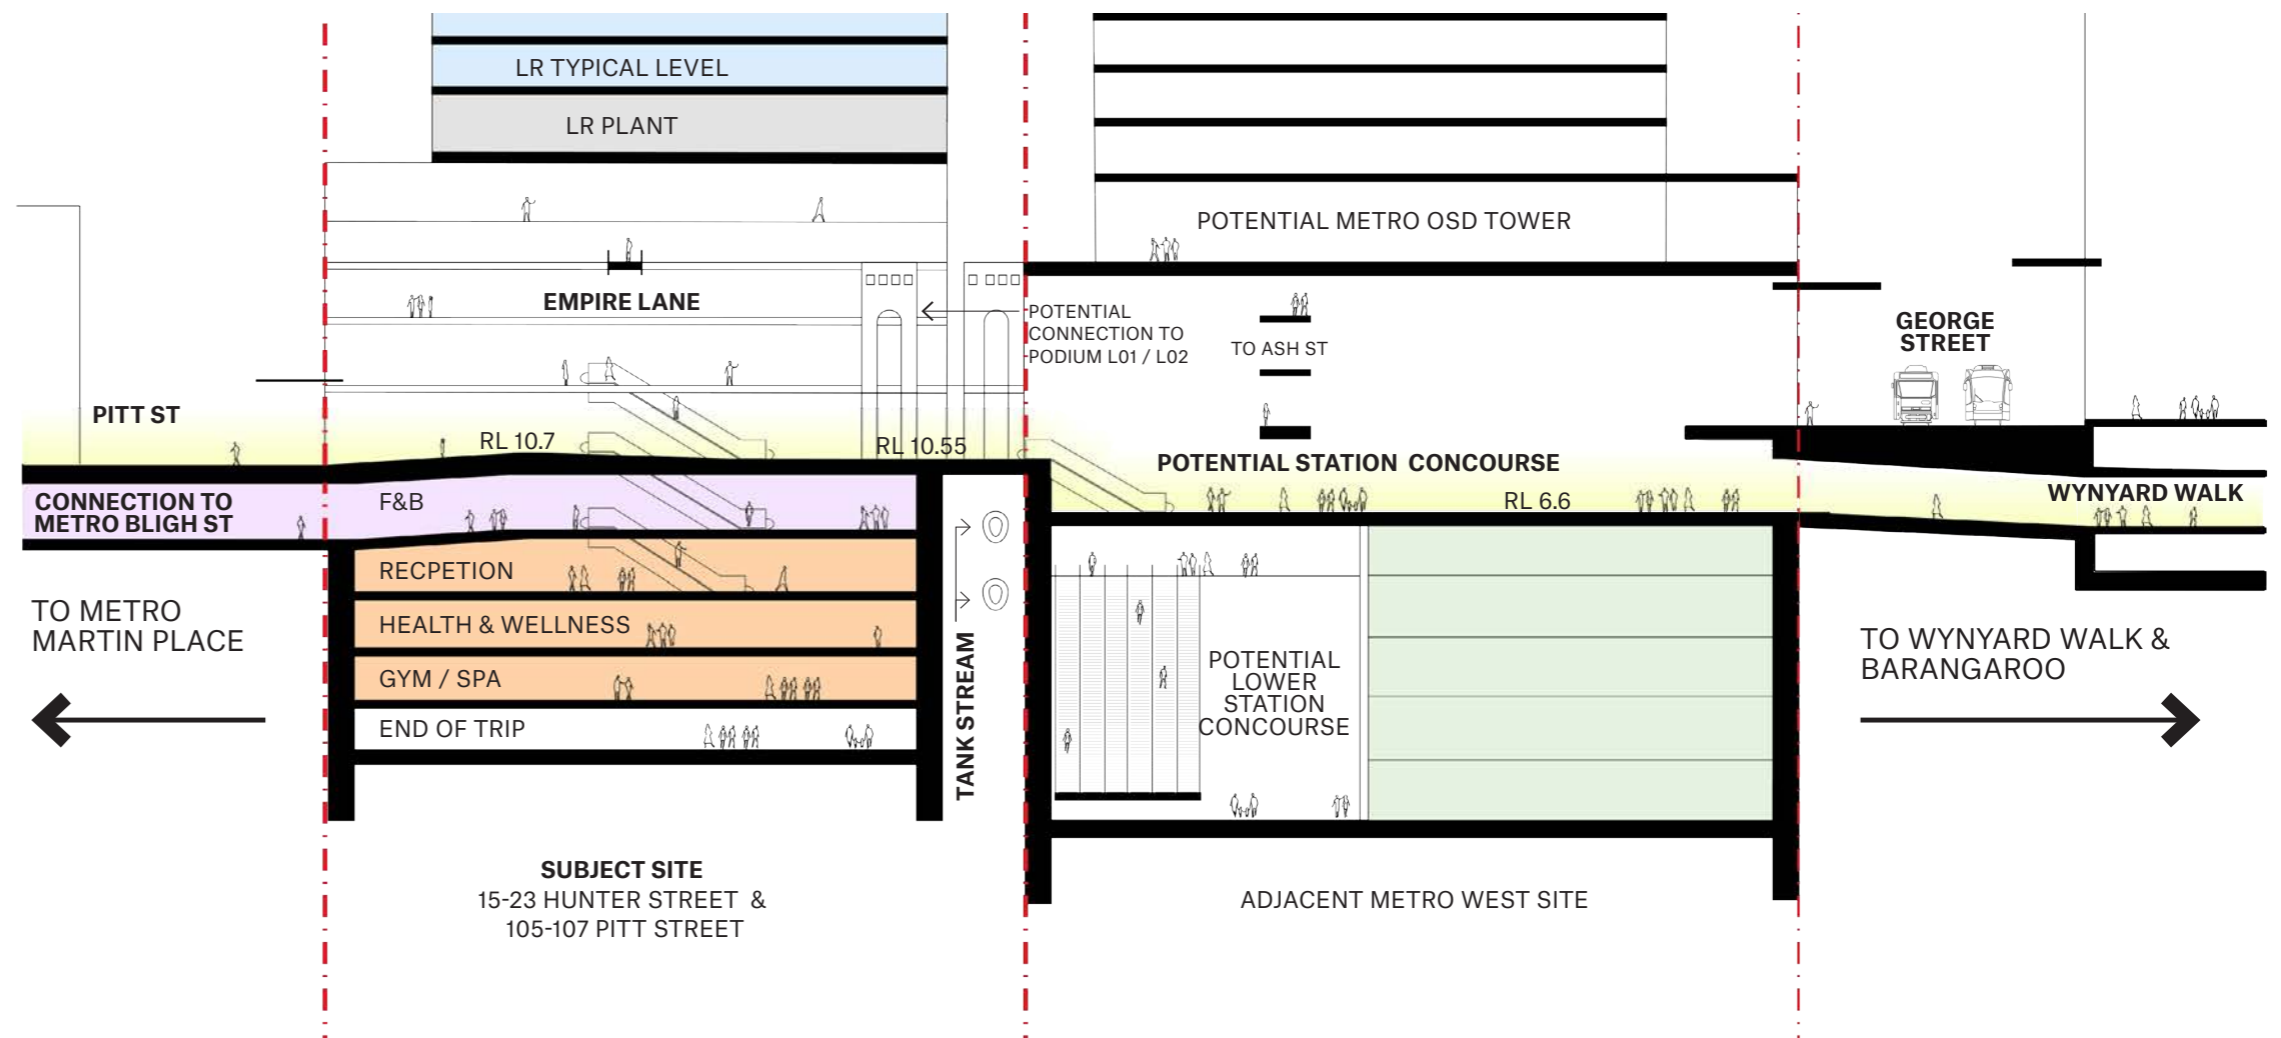 LR TYPICAL LEVEL
LR PLANT
POTENTIAL METRO OSD TOWER
EMPIRE LANE
POTENTIAL
CONNECTION TO
PODIUM L01 / L02
TO ASH ST
GEORGE
STREET
PITT ST
RL 10.7
RL 10.55
POTENTIAL STATION CONCOURSE
RL 6.6
WYNYARD WALK
CONNECTION TO
METRO BLIGH ST
F&B
RECPETION
HEALTH & WELLNESS
GYM / SPA
END OF TRIP
TANK STREAM
POTENTIAL
LOWER
STATION
CONCOURSE
TO METRO
MARTIN PLACE
TO WYNYARD WALK &
BARANGAROO
SUBJECT SITE
15-23 HUNTER STREET &
105-107 PITT STREET
ADJACENT METRO WEST SITE